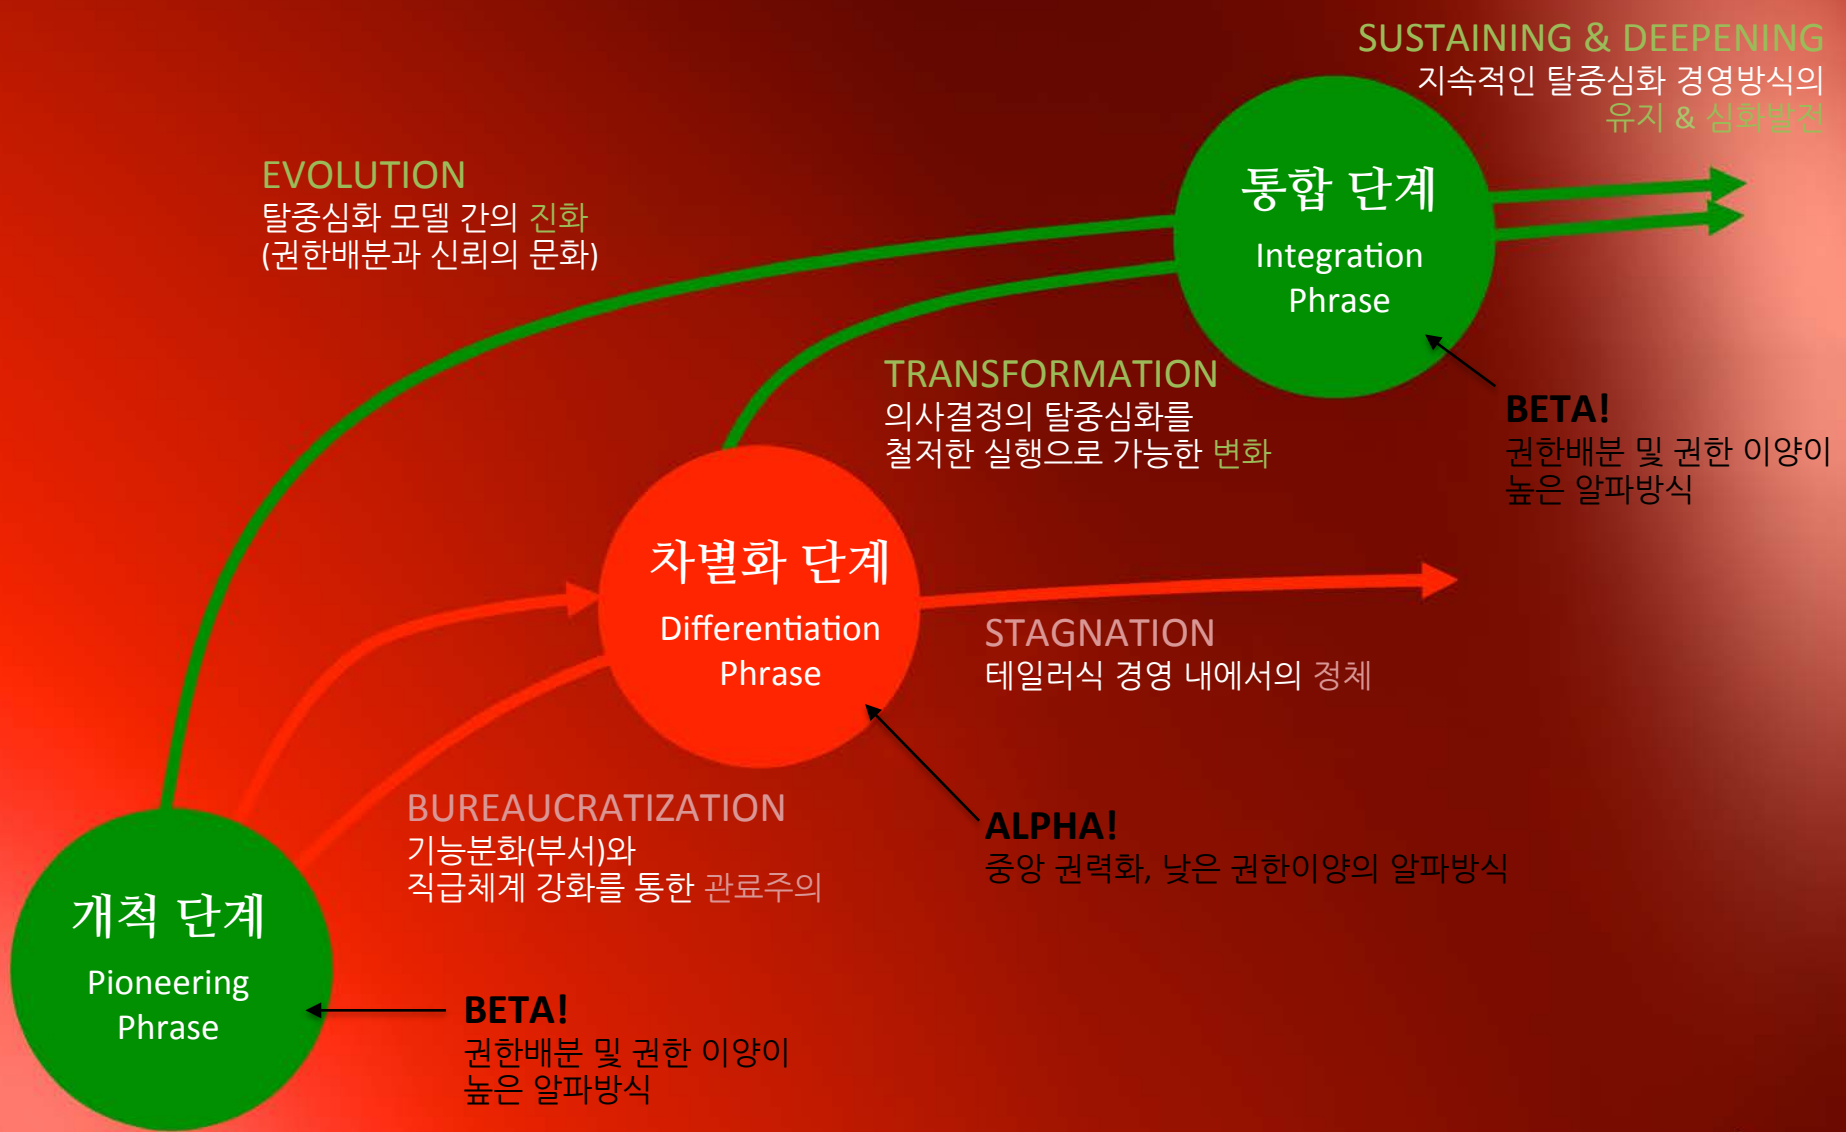 SUSTAINING & DEEPENING
지속적인 탈중심화 경영방식의
유지 & 심화발전
EVOLUTION
탈중심화 모델 간의 진화
(권한배분과 신뢰의 문화)
통합 단계
Integration
Phrase
TRANSFORMATION
의사결정의 탈중심화를
철저한 실행으로 가능한 변화
BETA!
권한배분 및 권한 이양이
높은 알파방식
차별화 단계
Differentiation
Phrase
STAGNATION
테일러식 경영 내에서의 정체
BUREAUCRATIZATION
기능분화(부서)와
직급체계 강화를 통한 관료주의
ALPHA!
중앙 권력화, 낮은 권한이양의 알파방식
개척 단계
Pioneering
Phrase
BETA!
권한배분 및 권한 이양이
높은 알파방식